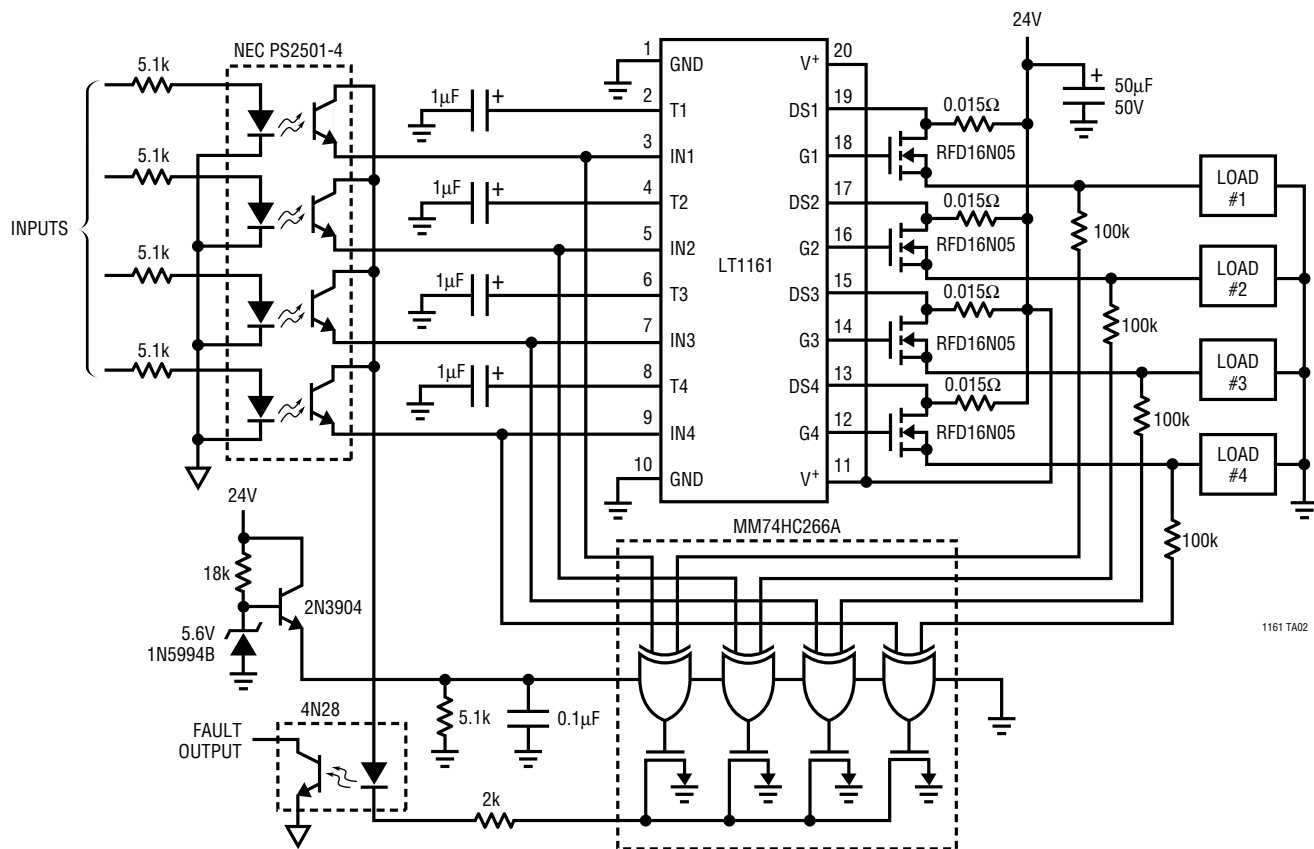 NEC PS2501-4
5.1k
5.1k
5.1k
5.1k
INPUTS
1µF
+
1µF
+
1µF
+
1µF
+
1
GND
2
T1
3
IN1
4
T2
5
IN2
6
T3
7
IN3
8
T4
9
IN4
10
GND
LT1161
20
V+
19
DS1
18
G1
17
DS2
16
G2
15
DS3
14
G3
13
DS4
12
G4
11
V+
24V
+
50µF
50V
0.015Ω
RFD16N05
0.015Ω
RFD16N05
0.015Ω
RFD16N05
0.015Ω
RFD16N05
LOAD
#1
LOAD
#2
LOAD
#3
LOAD
#4
100k
100k
100k
100k
24V
18k
2N3904
5.6V
1N5994B
5.1k
0.1µF
4N28
FAULT
OUTPUT
2k
MM74HC266A
1161 TA02